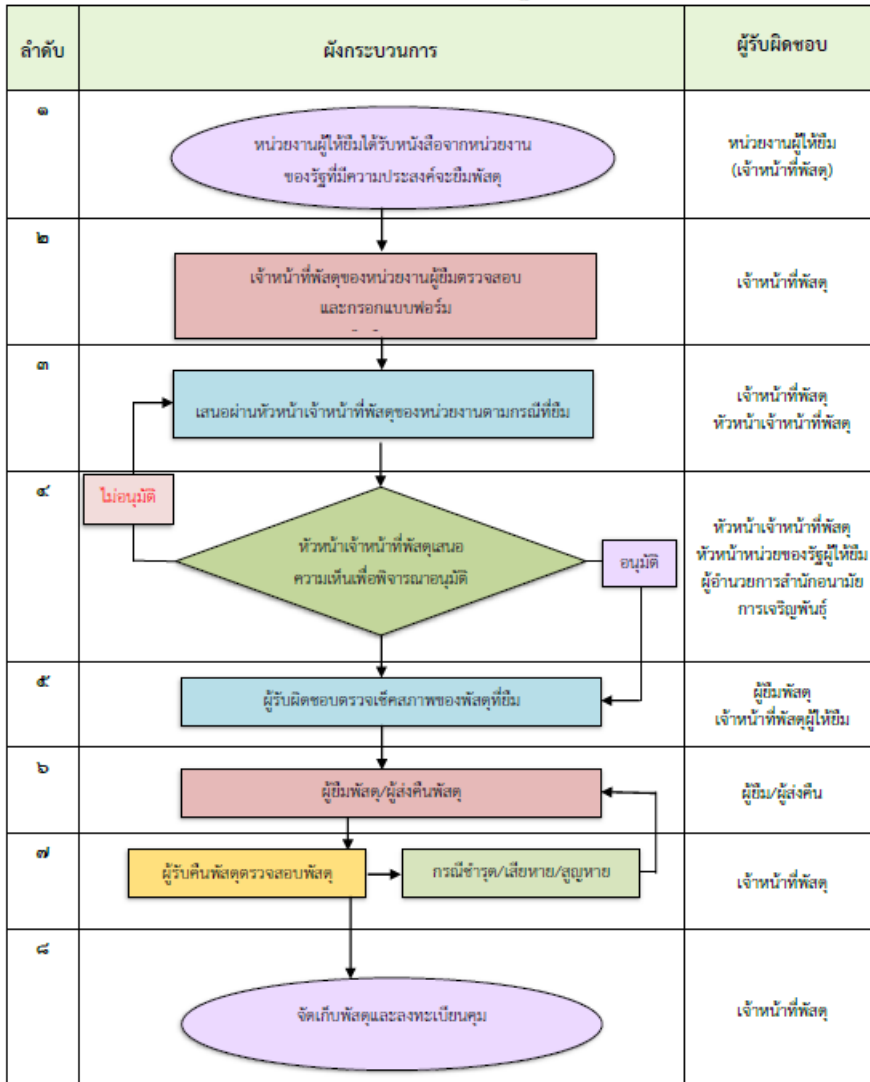 ลำดับ
ผังกระบวนการ
ผู้รับผิดชอบ
๑
หน่วยงานผู้ให้ยืมได้รับหนังสือจากหน่วยงาน
ของรัฐที่มีความประสงค์จะยืมพัสดุ
หน่วยงานผู้ให้ยืม
(เจ้าหน้าที่พัสดุ)
๒
เจ้าหน้าที่พัสดุของหน่วยงานผู้ยืมตรวจสอบ
และกรอกแบบฟอร์ม
เจ้าหน้าที่พัสดุ
๓
เสนอผ่านหัวหน้าเจ้าหน้าที่พัสดุของหน่วยงานตามกรณีที่ยืม
เจ้าหน้าที่พัสดุ
หัวหน้าเจ้าหน้าที่พัสดุ
๔
ไม่อนุมัติ
หัวหน้าเจ้าหน้าที่พัสดุเสนอ
ความเห็นเพื่อพิจารณาอนุมัติ
อนุมัติ
หัวหน้าเจ้าหน้าที่พัสดุ
หัวหน้าหน่วยของรัฐผู้ให้ยืม
ผู้อำนวยการสำนักอนามัย
การเจริญพันธุ์
๕
ผู้รับผิดชอบตรวจเช็คสภาพของพัสดุที่ยืม
ผู้ยืมพัสดุ
เจ้าหน้าที่พัสดุผู้ให้ยืม
๖
ผู้ยืมพัสดุ/ผู้ส่งคืนพัสดุ
ผู้ยืม/ผู้ส่งคืน
๗
ผู้รับคืนพัสดุตรวจสอบพัสดุ
กรณีชำรุด/เสียหาย/สูญหาย
เจ้าหน้าที่พัสดุ
๘
จัดเก็บพัสดุและลงทะเบียนคุม
เจ้าหน้าที่พัสดุ